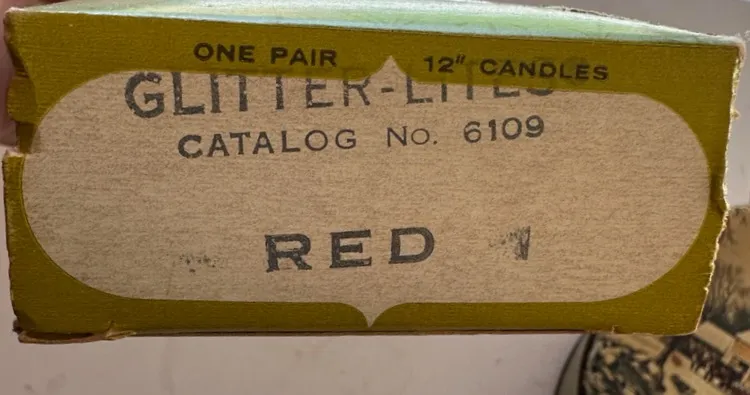 ONE PAIR 12" CANDLES
GLITTER-LITES
CATALOG No. 6109
RED